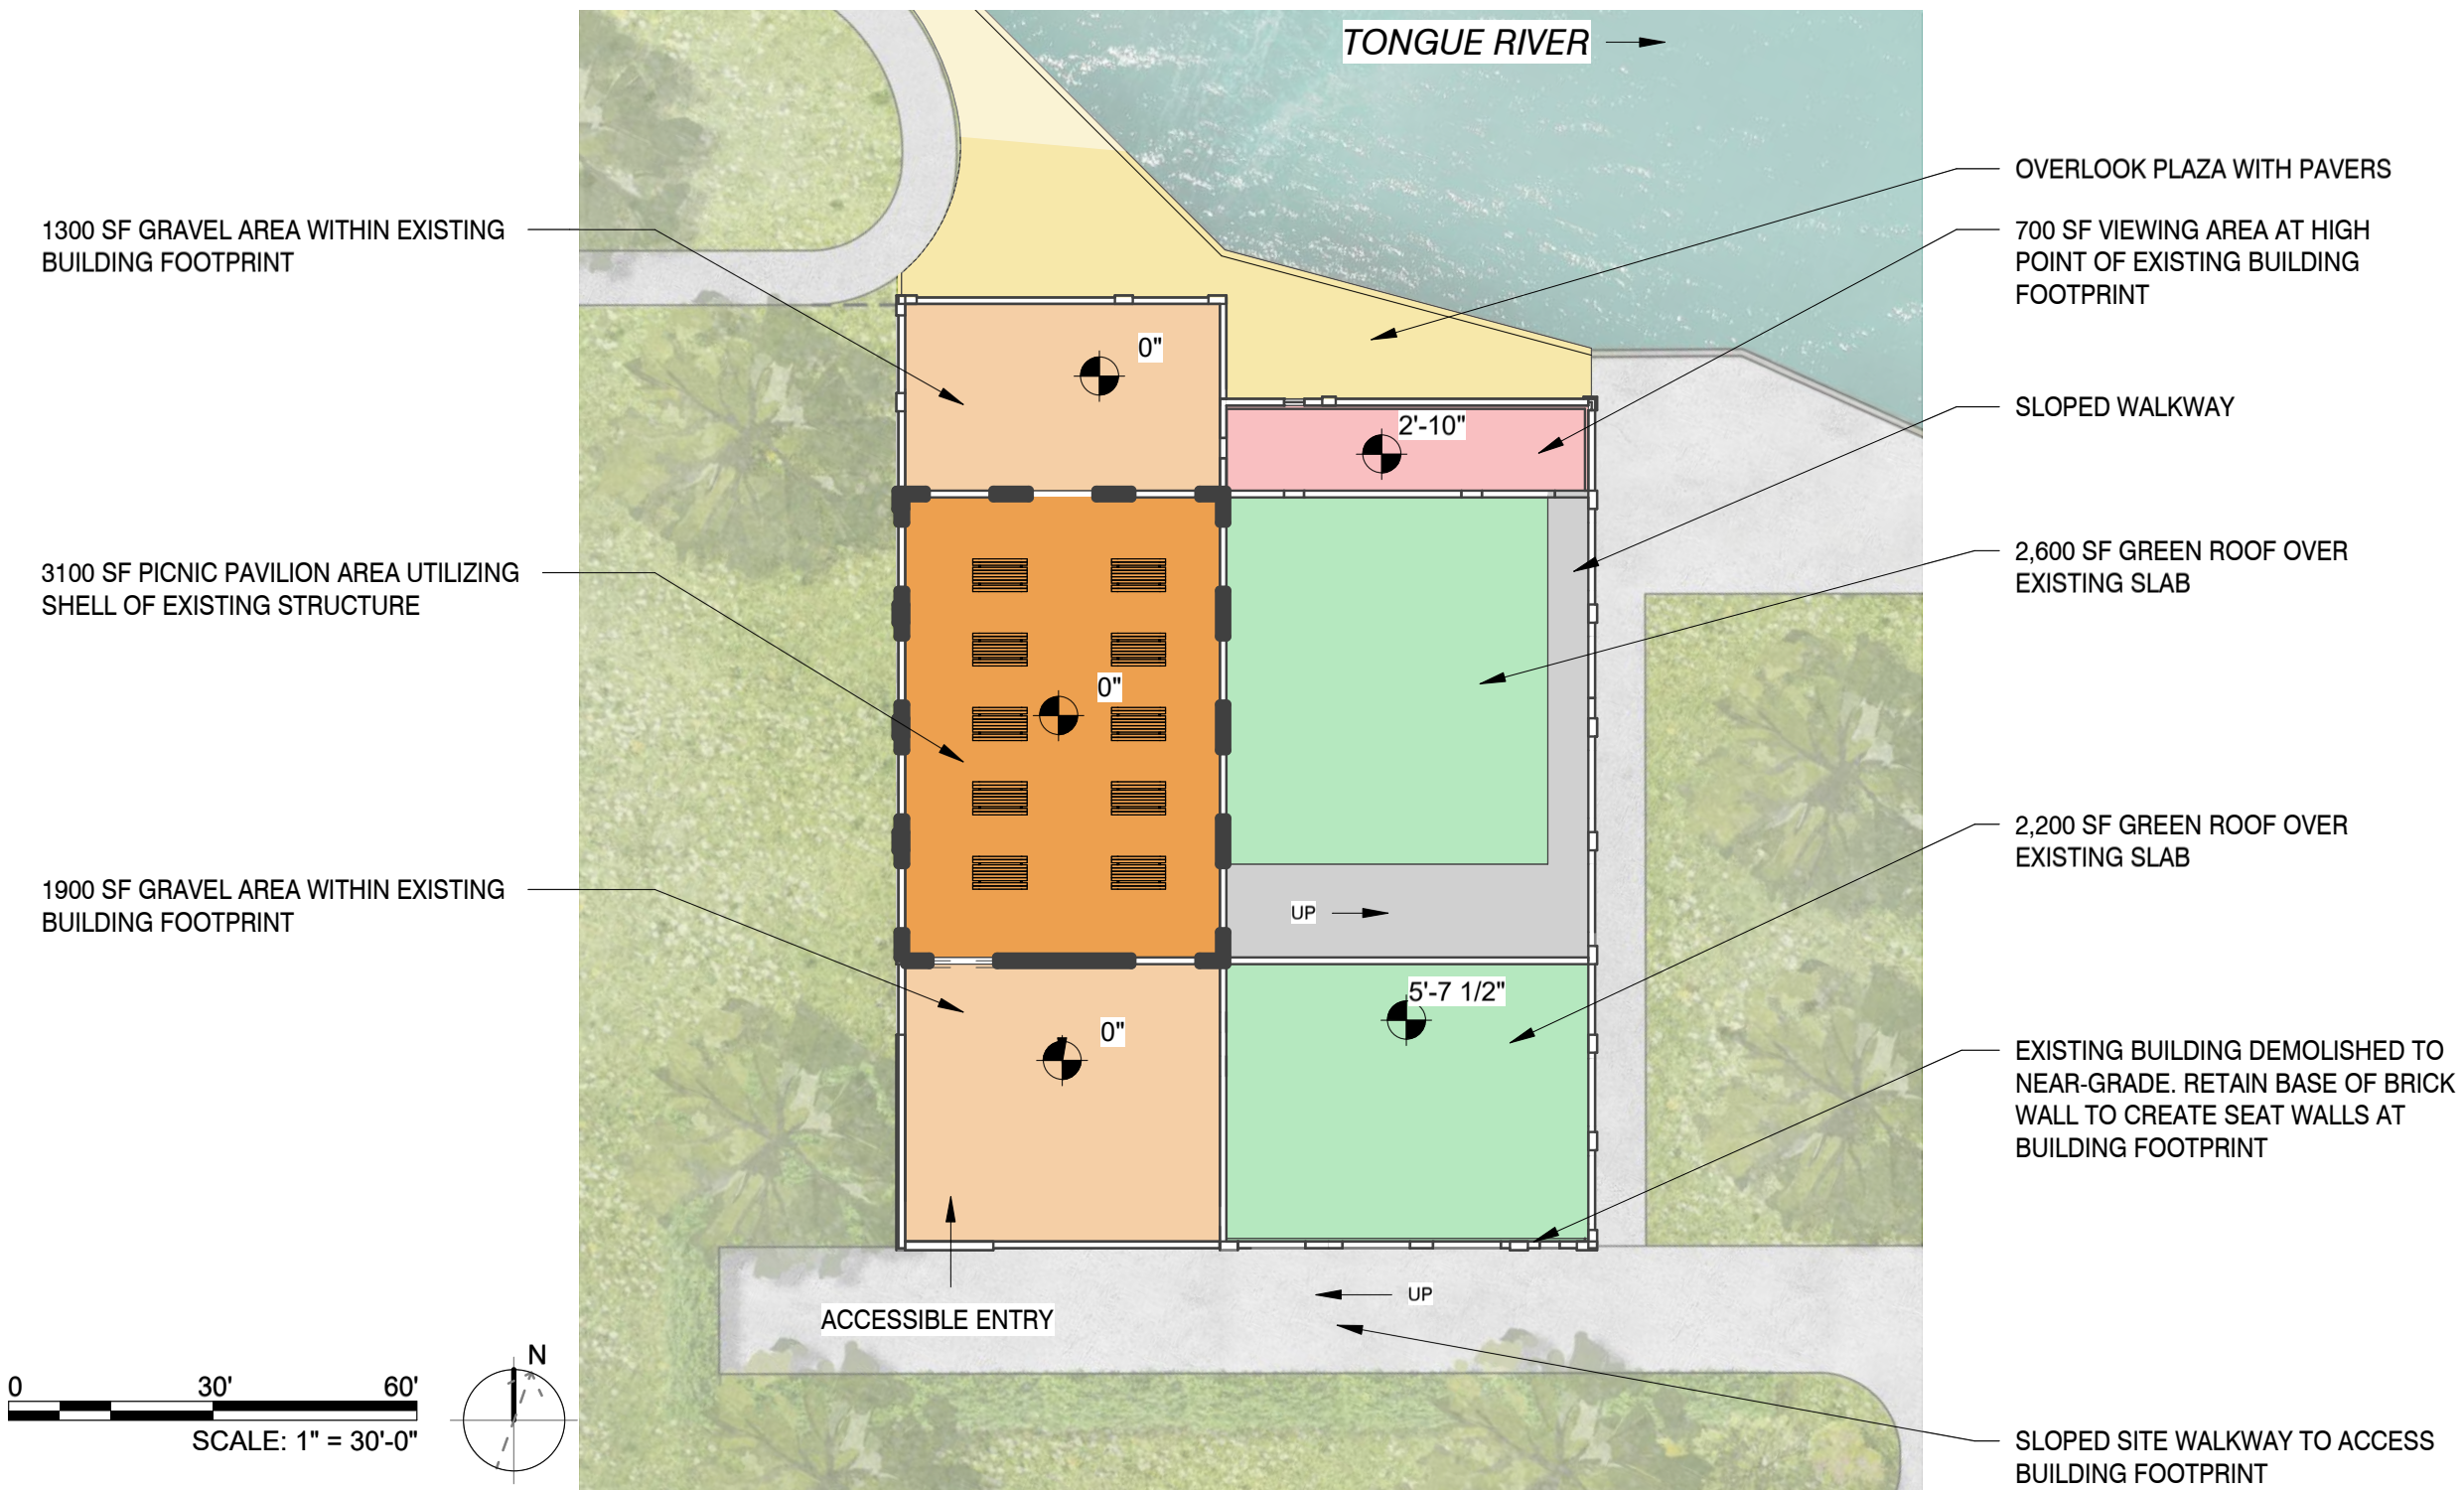 TONGUE RIVER
1300 SF GRAVEL AREA WITHIN EXISTING
BUILDING FOOTPRINT
3100 SF PICNIC PAVILION AREA UTILIZING
SHELL OF EXISTING STRUCTURE
1900 SF GRAVEL AREA WITHIN EXISTING
BUILDING FOOTPRINT
0"
2'-10"
0"
UP
5'-7 1/2"
0"
UP
ACCESSIBLE ENTRY
OVERLOOK PLAZA WITH PAVERS
700 SF VIEWING AREA AT HIGH
POINT OF EXISTING BUILDING
FOOTPRINT
SLOPED WALKWAY
2,600 SF GREEN ROOF OVER
EXISTING SLAB
2,200 SF GREEN ROOF OVER
EXISTING SLAB
EXISTING BUILDING DEMOLISHED TO
NEAR-GRADE. RETAIN BASE OF BRICK
WALL TO CREATE SEAT WALLS AT
BUILDING FOOTPRINT
SLOPED SITE WALKWAY TO ACCESS
BUILDING FOOTPRINT
0 30' 60'
SCALE: 1" = 30'-0"
N